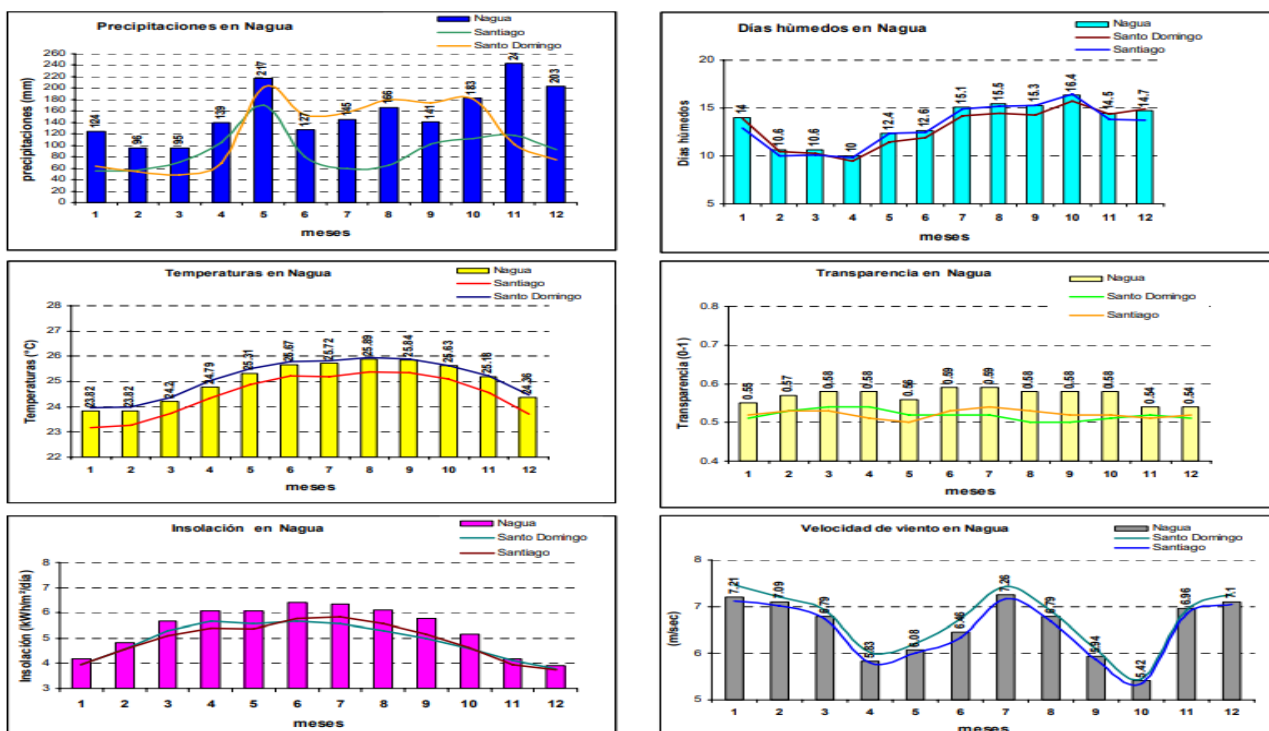 Precipitaciones en Nagua
Nagua
Santiago
Santo Domingo
precipitaciones (mm)
260
240
220
200
180
160
140
120
100
80
60
40
20
0
124
96
95
139
217
127
145
166
141
183
24
203
1 2 3 4 5 6 7 8 9 10 11 12
meses
Días hùmedos en Nagua
Nagua
Santo Domingo
Santiago
Días húmedos
20
15
10
5
14
10.6
10.6
10
12.4
12.6
15.1
15.5
15.3
16.4
14.5
14.7
1 2 3 4 5 6 7 8 9 10 11 12
meses
Temperaturas en Nagua
Nagua
Santiago
Santo Domingo
Temperaturas (°C)
28
27
26
25
24
23
22
23.82
23.82
24.2
24.79
25.31
25.67
25.72
25.89
25.84
25.63
25.18
24.36
1 2 3 4 5 6 7 8 9 10 11 12
meses
Transparencia en Nagua
Nagua
Santo Domingo
Santiago
Transparencia (0-1)
0.8
0.7
0.6
0.5
0.4
0.55
0.57
0.58
0.58
0.56
0.59
0.59
0.58
0.58
0.58
0.54
0.54
1 2 3 4 5 6 7 8 9 10 11 12
meses
Insolación en Nagua
Nagua
Santo Domingo
Santiago
Insolación (kWh/m²/día)
8
7
6
5
4
3
1 2 3 4 5 6 7 8 9 10 11 12
meses
Velocidad de viento en Nagua
Nagua
Santo Domingo
Santiago
(m/sec)
8
7
6
5
7.21
7.09
6.79
5.83
6.08
6.46
7.26
6.79
5.94
5.42
6.96
7.1
1 2 3 4 5 6 7 8 9 10 11 12
meses